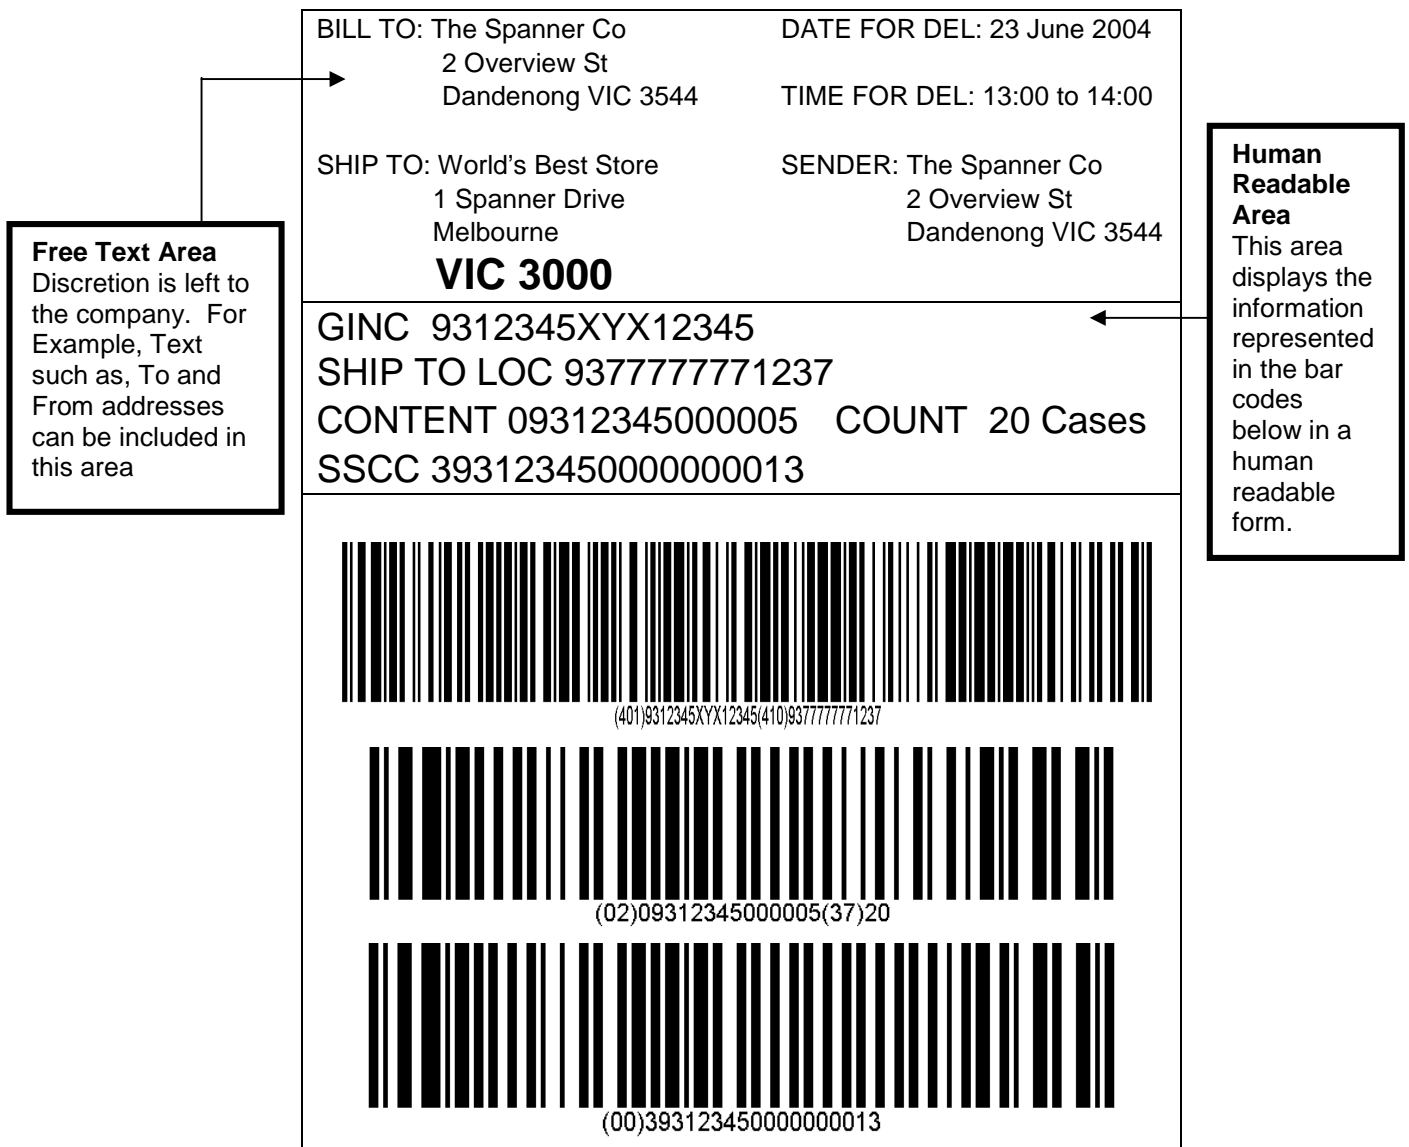 BILL TO: The Spanner Co
2 Overview St
Dandenong VIC 3544
DATE FOR DEL: 23 June 2004
TIME FOR DEL: 13:00 to 14:00
SHIP TO: World's Best Store
1 Spanner Drive
Melbourne
VIC 3000
SENDER: The Spanner Co
2 Overview St
Dandenong VIC 3544
Free Text Area
Discretion is left to
the company. For
Example, Text
such as, To and
From addresses
can be included in
this area
Human
Readable
Area
This area
displays the
information
represented
in the bar
codes
below in a
human
readable
form.
GINC 9312345XYX12345
SHIP TO LOC 9377777771237
CONTENT 09312345000005 COUNT 20 Cases
SSCC 393123450000000013
(401)9312345XYX12345(410)9377777771237
(02)09312345000005(37)20
(00)393123450000000013